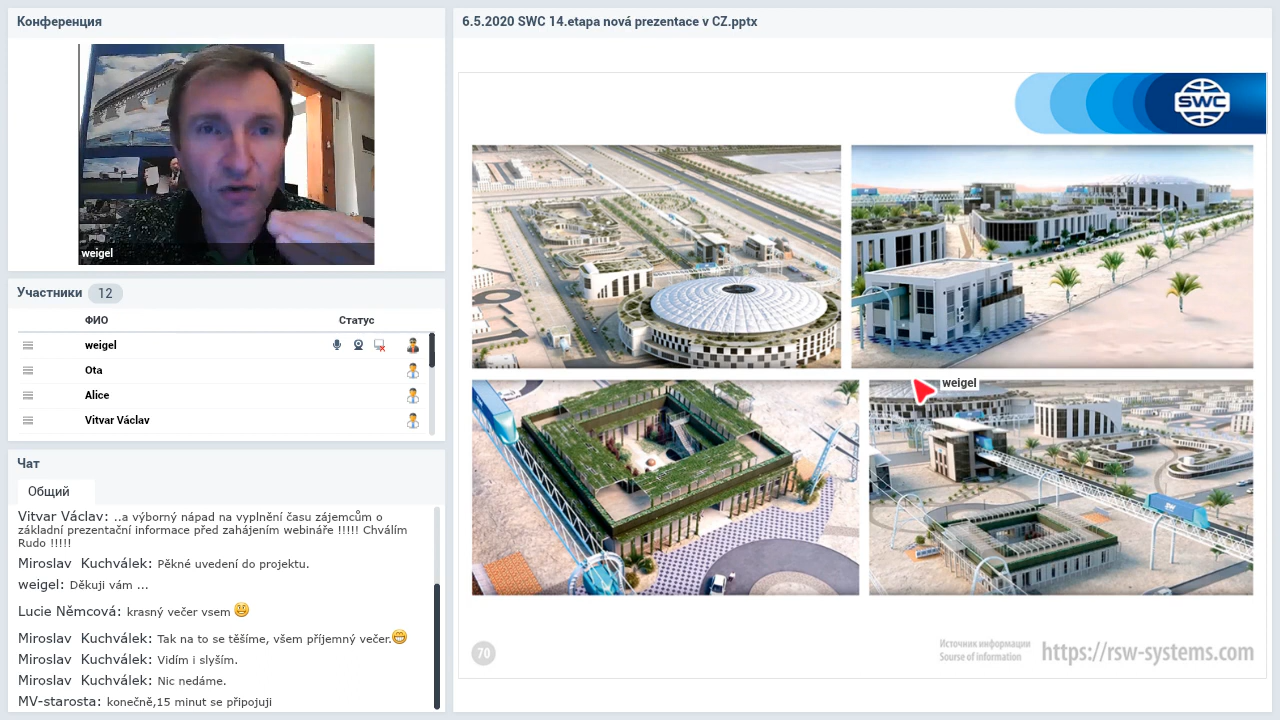 Конференция
weigel
Участники 12
ФИО Статус
weigel
Ota
Alice
Vitvar Václav
Чат
Общий
Vitvar Václav: ..a výborný nápad na vyplnění času zájemcům o
základní prezentační informace před zahájením webináře !!!!! Chválím
Rudo !!!!!
Miroslav Kuchválek: Pěkné uvedení do projektu.
weigel: Děkuji vám ...
Lucie Němcová: krasný večer vsem
Miroslav Kuchválek: Tak na to se těšíme, všem příjemný večer.
Miroslav Kuchválek: Vidím i slyším.
Miroslav Kuchválek: Nic nedáme.
MV-starosta: konečně,15 minut se připojuji
6.5.2020 SWC 14.etapa nová prezentace v CZ.pptx
SWC
weigel
70
Источник информации
Sourse of information
https://rsw-systems.com